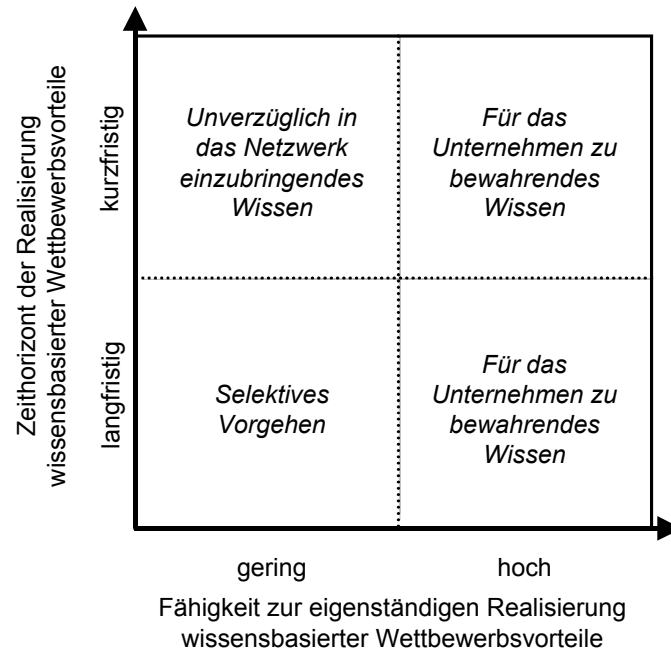 Zeithorizont der Realisierung
wissensbasierter Wettbewerbsvorteile
kurzfristig
langfristig
Unverzüglich in
das Netzwerk
einzubringendes
Wissen
Für das
Unternehmen zu
bewahrendes
Wissen
Selektives
Vorgehen
Für das
Unternehmen zu
bewahrendes
Wissen
gering
hoch
Fähigkeit zur eigenständigen Realisierung
wissensbasierter Wettbewerbsvorteile